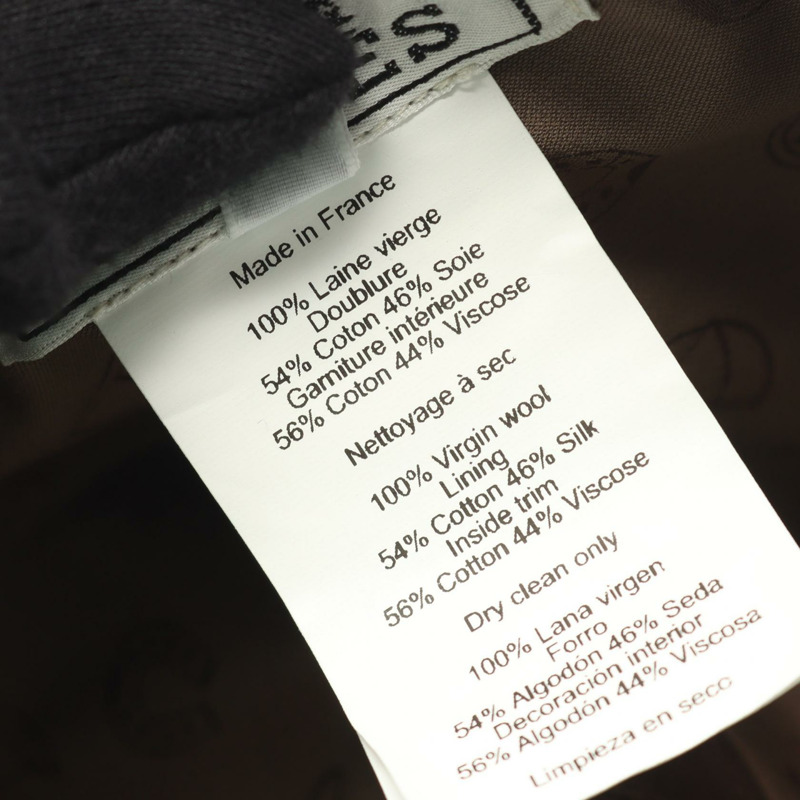 ES
Made in France
100% Laine vierge
Doublure
54% Coton 46% Soie
Garniture intérieure
56% Coton 44% Viscose
Nettoyage à sec
100% Virgin wool
Lining
54% Cotton 46% Silk
Inside trim
56% Cotton 44% Viscose
Dry clean only
100% Lana virgen
Forro
54% Algodón 46% Seda
Decoración interior
56% Algodón 44% Viscosa
Limpieza en seco